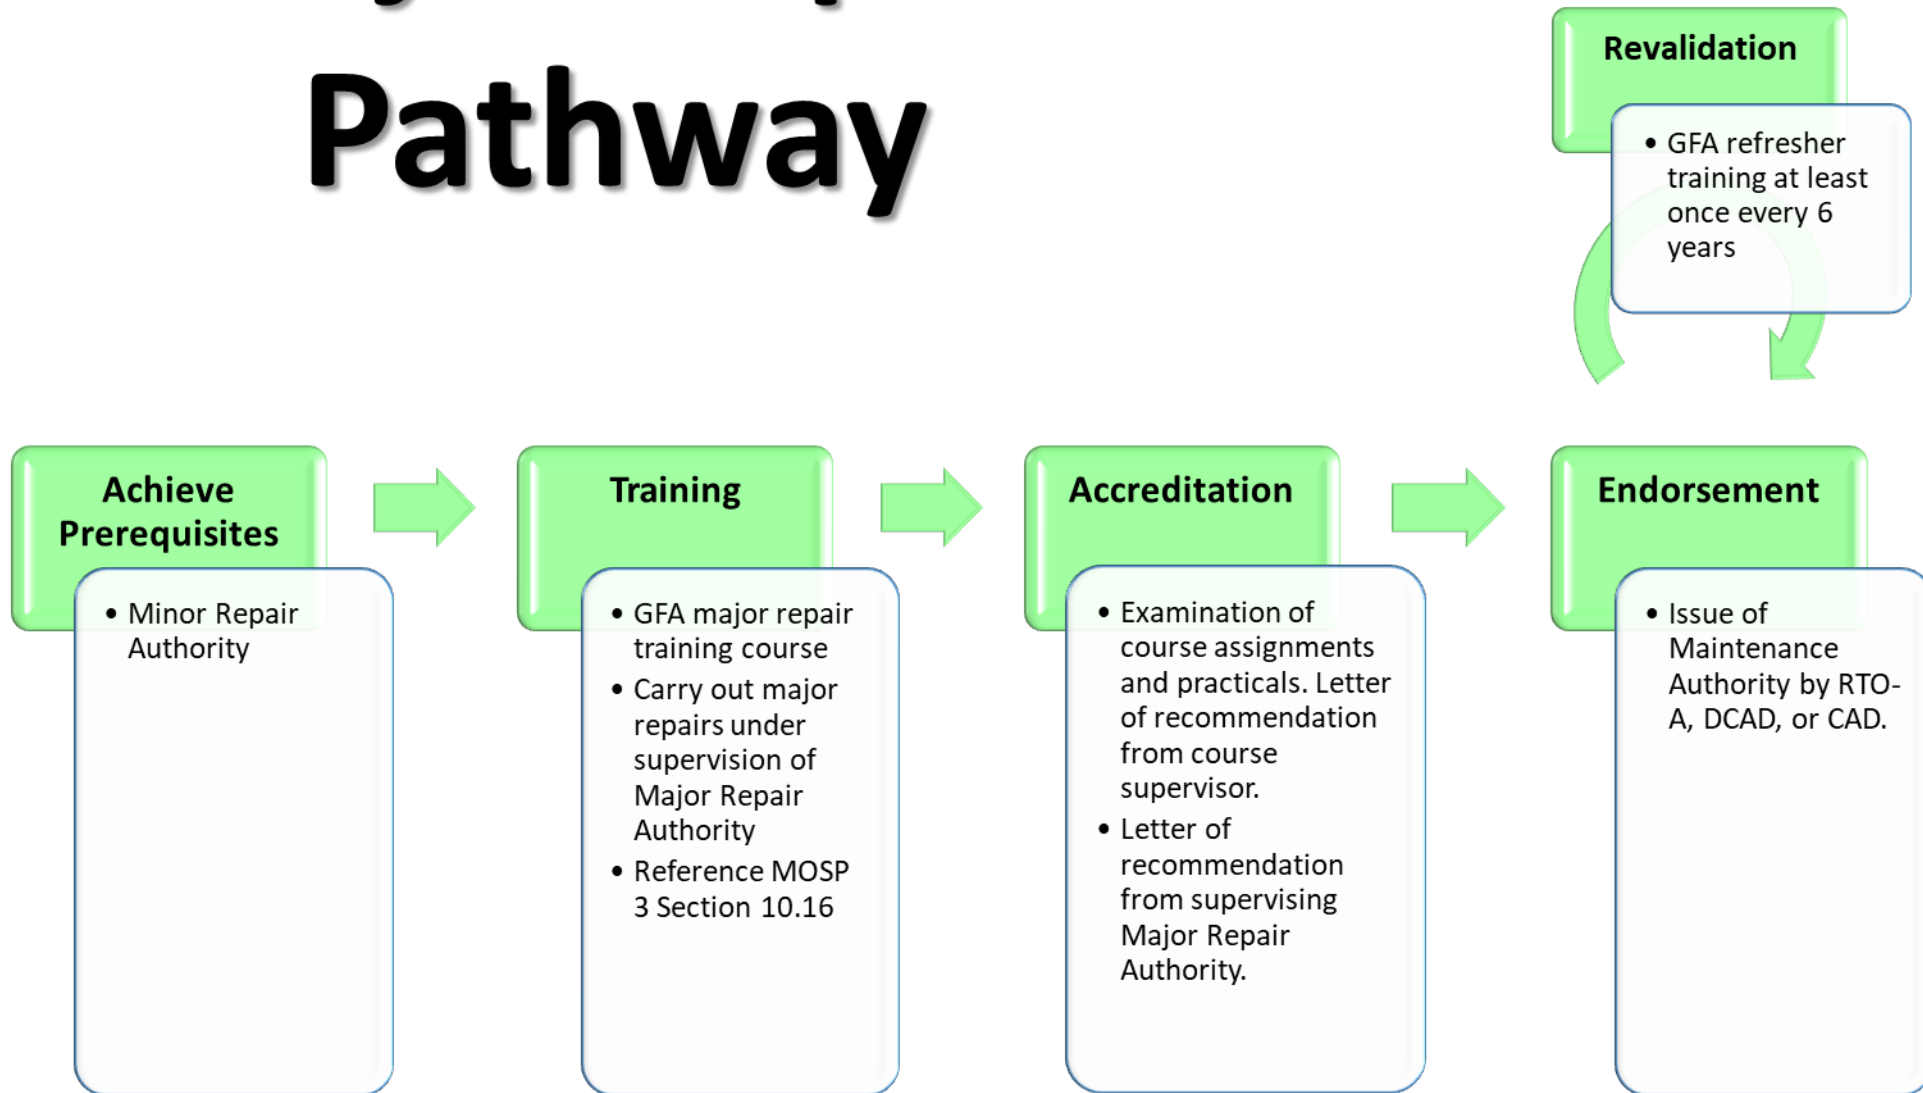 Pathway
Revalidation
• GFA refresher
training at least
once every 6
years
Achieve
Prerequisites
• Minor Repair
Authority
Training
• GFA major repair
training course
• Carry out major
repairs under
supervision of
Major Repair
Authority
• Reference MOSP
3 Section 10.16
Accreditation
• Examination of
course assignments
and practicals. Letter
of recommendation
from course
supervisor.
• Letter of
recommendation
from supervising
Major Repair
Authority.
Endorsement
• Issue of
Maintenance
Authority by RTO-
A, DCAD, or CAD.